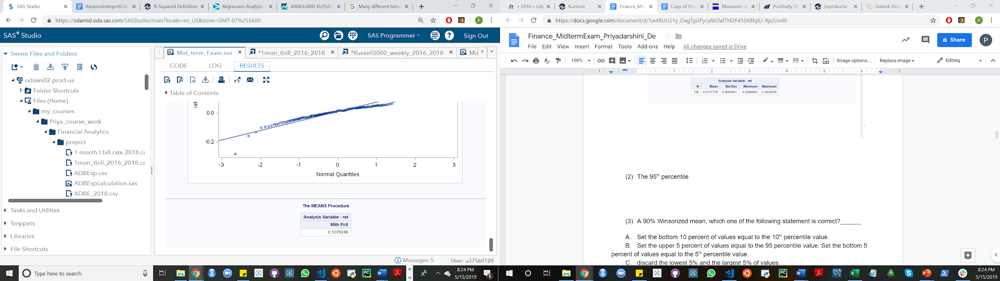 SAS Studio
AmazoninterpretCAP
R-Squared Definition
Regression Analysis:
VANGUARD RUSSELL
Many different betas
» 2016 » July
Kurtosis
Finance_Mid
Copy of Fina
Measures of
Positively Sk
Leptokurtic
Solved: Does
https://odamid.oda.sas.com/SASStudio/main?locale=en_US&zone=GMT-07%253A00
https://docs.google.com/document/d/1w4RUU21y_OagTgUPycyliEOal7M2F455K8fqKJ-9p2I/edit
SAS® Studio
SAS Programmer
Sign Out
Server Files and Folders
odaws02-prod-us
Folder Shortcuts
Files (Home)
my_courses
Priya_course_work
Financial Analytics
project
1 month t bill rate 2018.cs
1mon_tbill_2016_2018.cs
ADBEsp.csv
ADBEspcalculation.sas
ADBE_2018.csv
Tasks and Utilities
Snippets
Libraries
File Shortcuts
Mid_term_Exam.sas
*1mon_tbill_2016_2018
*Russell3000_weekly_2016_2018
Mic
CODE LOG RESULTS
Table of Contents
ret
0.0
-0.2
-3 -2 -1 0 1 2 3
Normal Quantiles
The MEANS Procedure
Analysis Variable : ret
95th Pctl
0.1079246
Messages: 5
User: u37560128
Finance_MidtermExam_Priyadarshini_De
File Edit View Insert Format Tools Add-ons Help All changes saved in Drive
Share
P
100%
Image options...
Replace image
Editing
1 1 2 3 4 5 6 7
Analysis Variable : ret
N Mean Std Dev Minimum Maximum
156 0.0117776 0.0659441 -0.2849943 0.3632876
(2) The 95th percentile
(3) A 90% Winsorized mean, which one of the following statement is correct?______
A. Set the bottom 10 percent of values equal to the 10th percentile value.
B. Set the upper 5 percent of values equal to the 95 percentile value; Set the bottom 5
percent of values equal to the 5th percentile value.
C. discard the lowest 5% and the largest 5% of values.
Type here to search
8:24 PM
5/15/2019
6
8:24 PM
5/15/2019